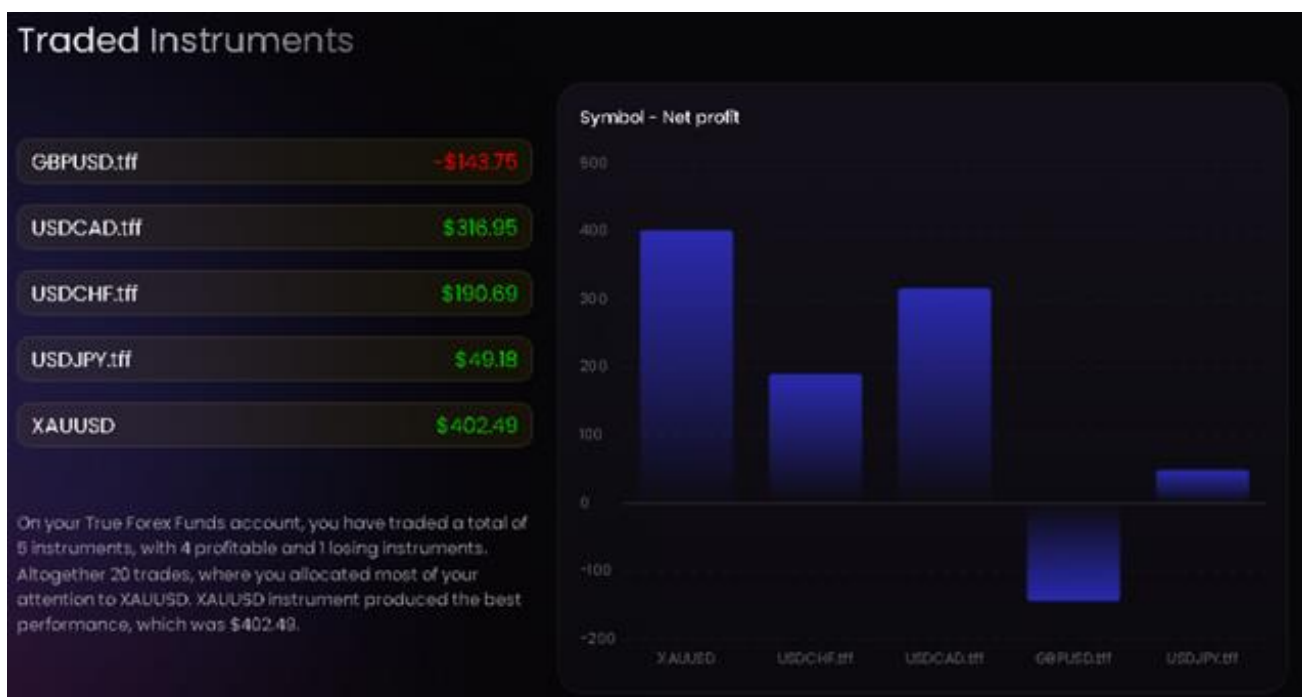 Traded Instruments
GBPUSD.tff -$143.75
USDCAD.tff $316.95
USDCHF.tff $190.69
USDJPY.tff $49.18
XAUUSD $402.49
On your True Forex Funds account, you have traded a total of
5 instruments, with 4 profitable and 1 losing instruments.
Altogether 20 trades, where you allocated most of your
attention to XAUUSD. XAUUSD instrument produced the best
performance, which was $402.49.
Symbol - Net profit
500
400
300
200
100
0
-100
-200
XAUUSD USDCHF.tff USDCAD.tff GBPUSD.tff USDJPY.tff